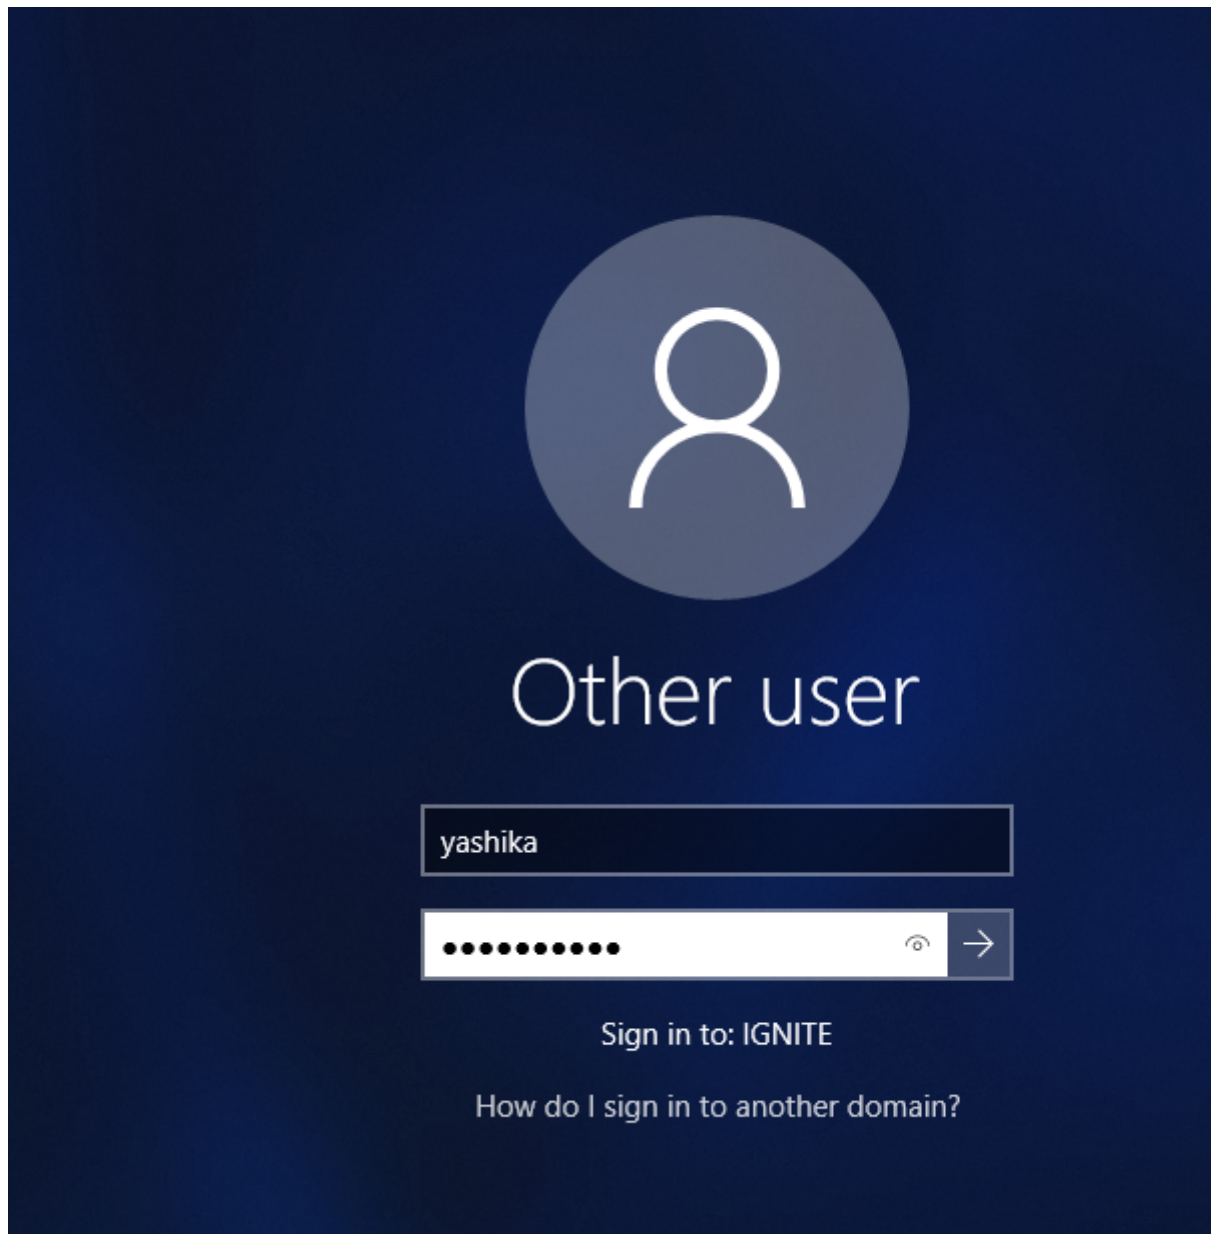 Other user
yashika
●●●●●●●●●●
Sign in to: IGNITE
How do I sign in to another domain?